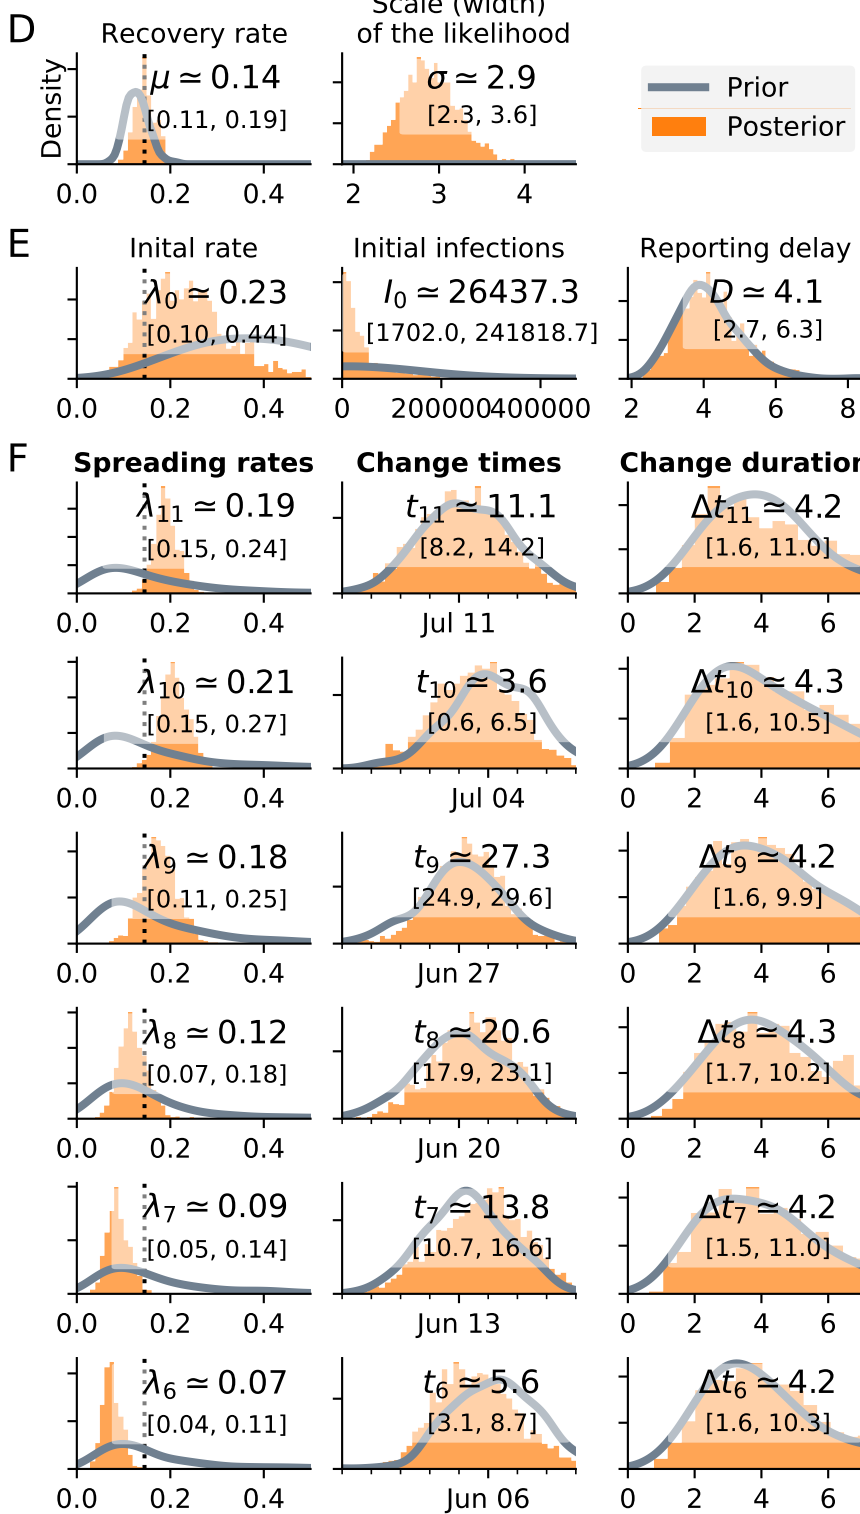 D
Recovery rate
Scale (width)
of the likelihood
Density
μ ≃ 0.14
[0.11, 0.19]
σ ≃ 2.9
[2.3, 3.6]
Prior
Posterior
0.0 0.2 0.4
2 3 4
E
Inital rate
Initial infections
Reporting delay
λ0 ≃ 0.23
[0.10, 0.44]
I0 ≃ 26437.3
[1702.0, 241818.7]
D ≃ 4.1
[2.7, 6.3]
0.0 0.2 0.4
0 200000 400000
2 4 6 8
F
Spreading rates
Change times
Change duration
λ11 ≃ 0.19
[0.15, 0.24]
t11 ≃ 11.1
[8.2, 14.2]
Δt11 ≃ 4.2
[1.6, 11.0]
0.0 0.2 0.4
Jul 11
0 2 4 6
λ10 ≃ 0.21
[0.15, 0.27]
t10 ≃ 3.6
[0.6, 6.5]
Δt10 ≃ 4.3
[1.6, 10.5]
0.0 0.2 0.4
Jul 04
0 2 4 6
λ9 ≃ 0.18
[0.11, 0.25]
t9 ≃ 27.3
[24.9, 29.6]
Δt9 ≃ 4.2
[1.6, 9.9]
0.0 0.2 0.4
Jun 27
0 2 4 6
λ8 ≃ 0.12
[0.07, 0.18]
t8 ≃ 20.6
[17.9, 23.1]
Δt8 ≃ 4.3
[1.7, 10.2]
0.0 0.2 0.4
Jun 20
0 2 4 6
λ7 ≃ 0.09
[0.05, 0.14]
t7 ≃ 13.8
[10.7, 16.6]
Δt7 ≃ 4.2
[1.5, 11.0]
0.0 0.2 0.4
Jun 13
0 2 4 6
λ6 ≃ 0.07
[0.04, 0.11]
t6 ≃ 5.6
[3.1, 8.7]
Δt6 ≃ 4.2
[1.6, 10.3]
0.0 0.2 0.4
Jun 06
0 2 4 6